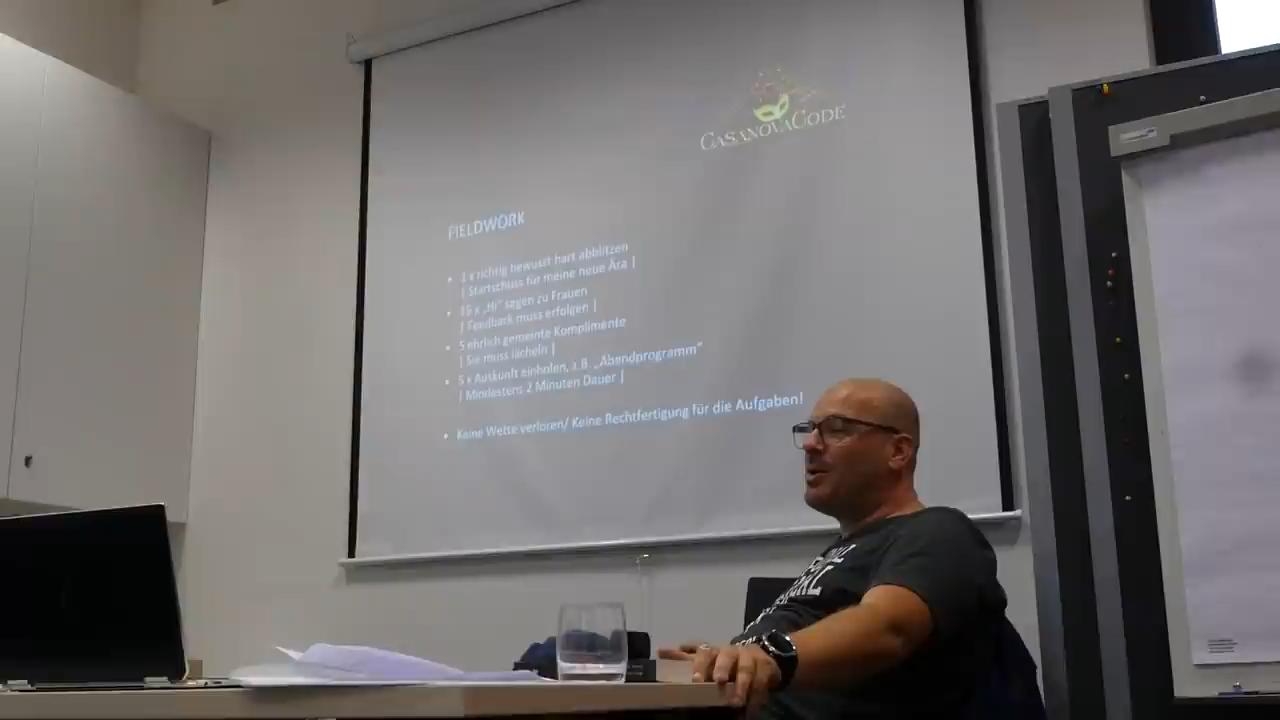 CASANOVACODE
FIELDWORK
• 1 x richtig bewusst hart abblitzen
| Startschuss für meine neue Ära |
• 15 x „Hi“ sagen zu Frauen
| Feedback muss erfolgen |
• 5 ehrlich gemeinte Komplimente
| Sie muss lächeln |
• 5 x Auskunft einholen, z.B. „Abendprogramm“
| Mindestens 2 Minuten Dauer |
• Keine Wette verloren/ Keine Rechtfertigung für die Aufgaben!